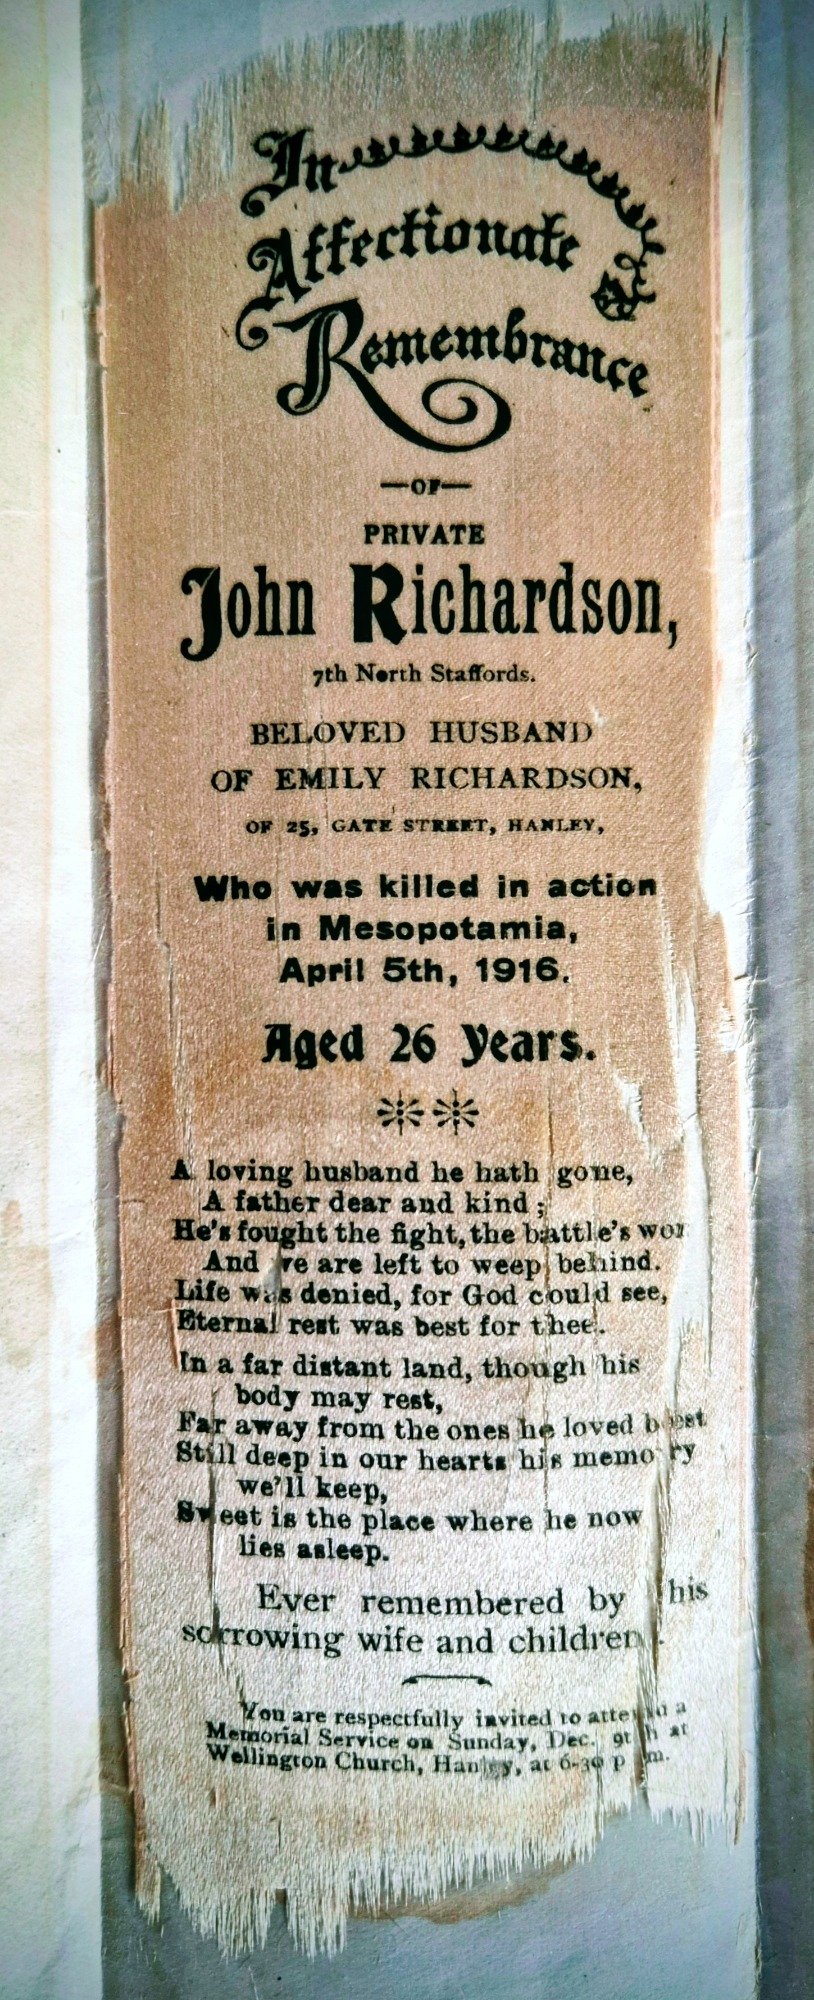 In
Affectionate
Remembrance
—OF—
PRIVATE
John Richardson,
7th North Staffords.
BELOVED HUSBAND
OF EMILY RICHARDSON,
OF 25, GATE STREET, HANLEY,
Who was killed in action
in Mesopotamia,
April 5th, 1916.
Aged 26 Years.
A loving husband he hath gone,
A father dear and kind;
He's fought the fight, the battle's won
And we are left to weep behind.
Life was denied, for God could see,
Eternal rest was best for thee.
In a far distant land, though his
body may rest,
Far away from the ones he loved best
Still deep in our hearts his memory
we'll keep,
Sweet is the place where he now
lies asleep.
Ever remembered by his
sorrowing wife and children.
You are respectfully invited to attend a
Memorial Service on Sunday, Dec. 9th at
Wellington Church, Hanley, at 6-30 p.m.